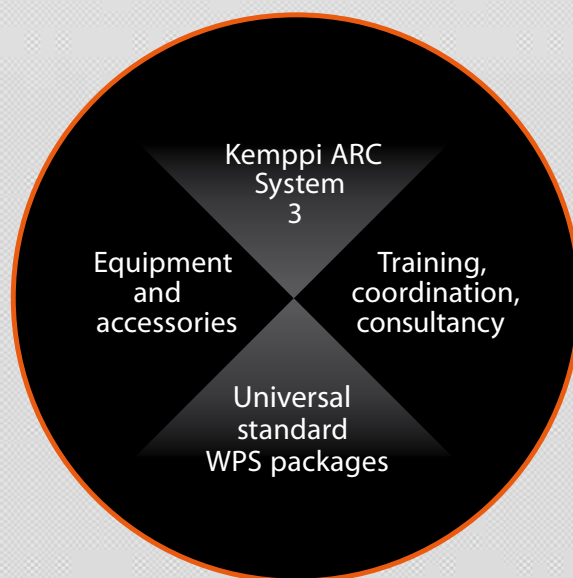 Kemppi ARC
System
3
Equipment
and
accessories
Training,
coordination,
consultancy
Universal
standard
WPS packages